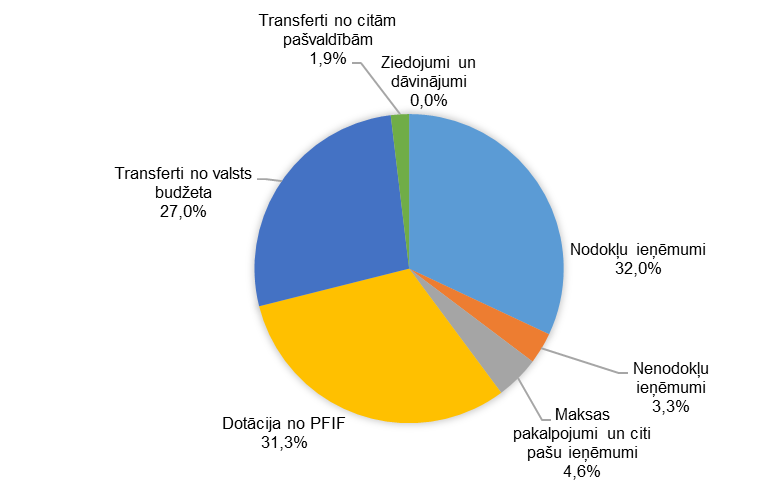 Transferti no citām
pašvaldībām
1,9%
Ziedojumi un
dāvinājumi
0,0%
Transferti no valsts
budžeta
27,0%
Nodokļu ieņēmumi
32,0%
Nenodokļu
ieņēmumi
3,3%
Maksas
pakalpojumi un citi
pašu ieņēmumi
4,6%
Dotācija no PFIF
31,3%